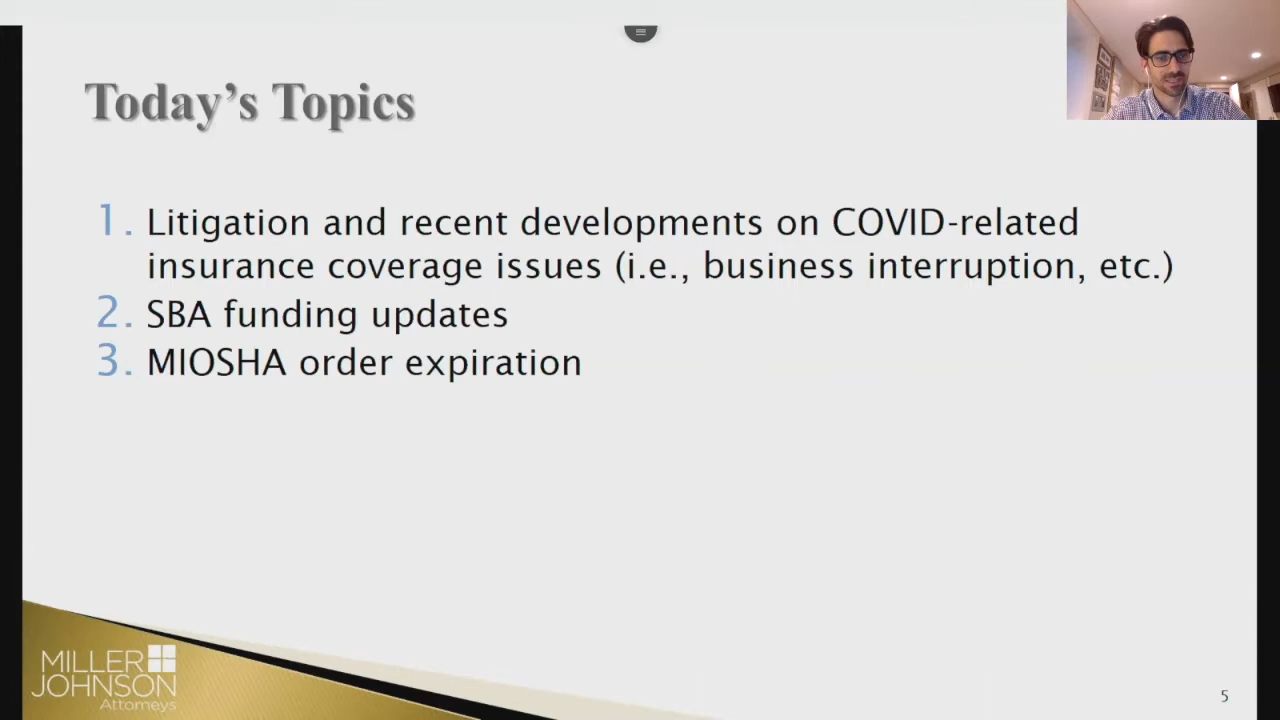 Today's Topics
1. Litigation and recent developments on COVID-related
insurance coverage issues (i.e., business interruption, etc.)
2. SBA funding updates
3. MIOSHA order expiration
MILLER
JOHNSON
Attorneys
5